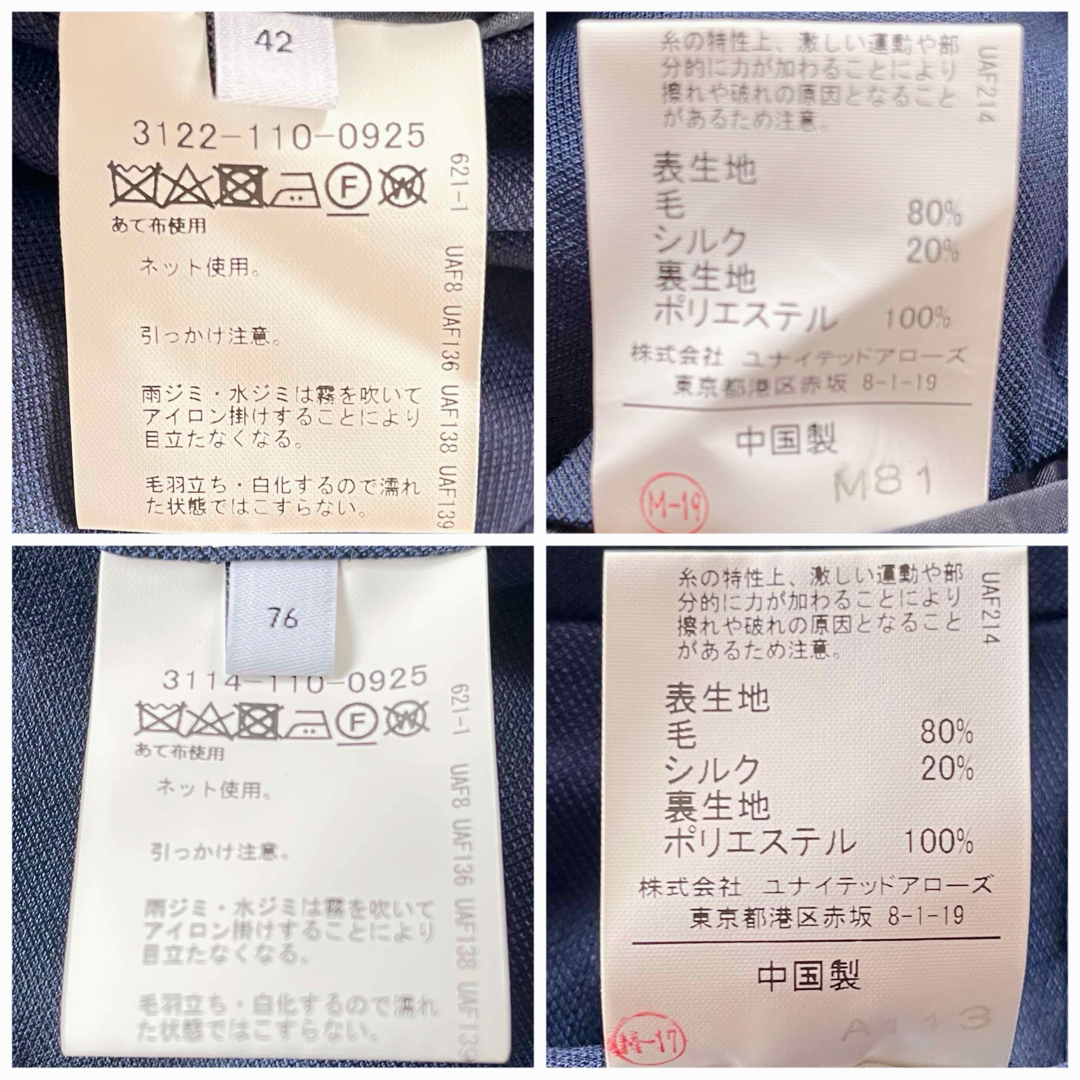 42
3122-110-0925
F
W
あて布使用
ネット使用。
引っかけ注意。
雨ジミ・水ジミは霧を吹いて
アイロン掛けすることにより
目立たなくなる。
毛羽立ち・白化するので濡れ
た状態ではこすらない。
621-1 UAF8 UAF136 UAF138 UAF139
糸の特性上、激しい運動や部
分的に力が加わることにより
擦れや破れの原因となること
があるため注意。
UAF214
表生地
毛 80%
シルク 20%
裏生地
ポリエステル 100%
株式会社 ユナイテッドアローズ
東京都港区赤坂 8-1-19
中国製
M-19
M81
76
3114-110-0925
F
W
あて布使用
ネット使用。
引っかけ注意。
雨ジミ・水ジミは霧を吹いて
アイロン掛けすることにより
目立たなくなる。
毛羽立ち・白化するので濡れ
た状態ではこすらない。
621-1 UAF8 UAF136 UAF138 UAF139
糸の特性上、激しい運動や部
分的に力が加わることにより
擦れや破れの原因となること
があるため注意。
UAF214
表生地
毛 80%
シルク 20%
裏生地
ポリエステル 100%
株式会社 ユナイテッドアローズ
東京都港区赤坂 8-1-19
中国製
M-17
A113